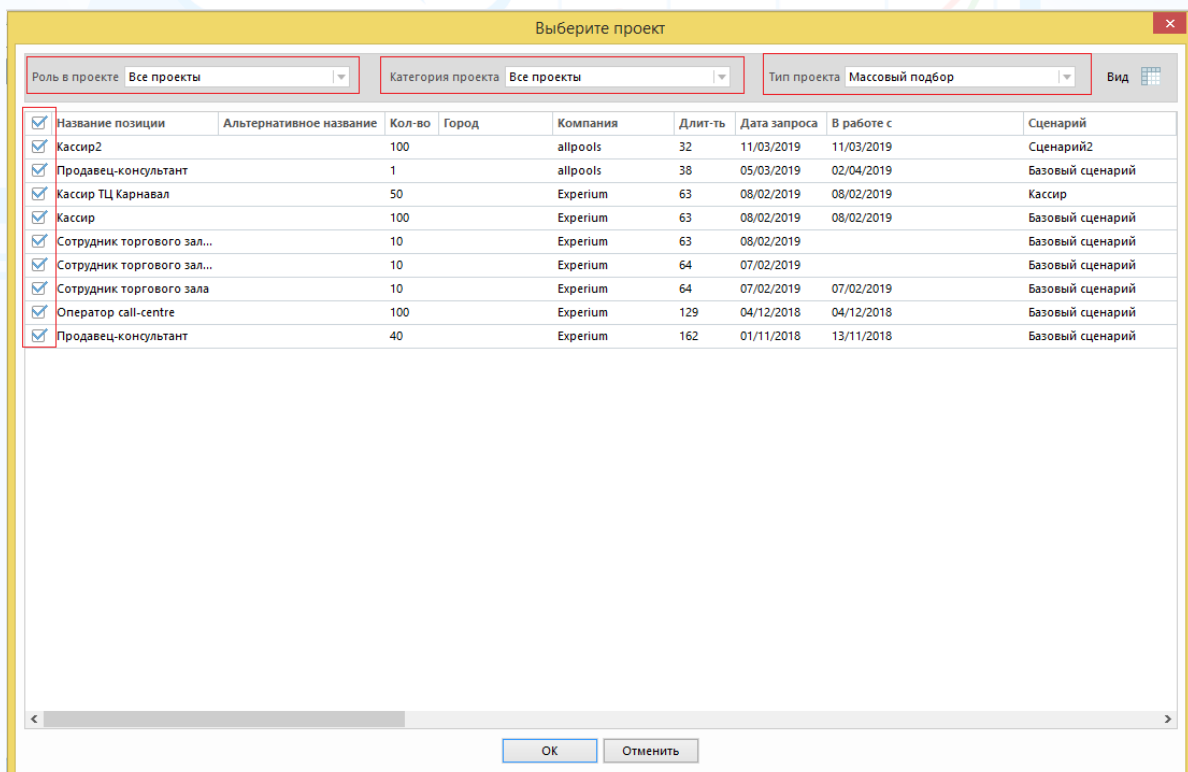 Выберите проект
Роль в проекте Все проекты Категория проекта Все проекты Тип проекта Массовый подбор Вид
Название позиции Альтернативное название Кол-во Город Компания Длит-ть Дата запроса В работе с Сценарий
Кассир2 100 allpools 32 11/03/2019 11/03/2019 Сценарий2
Продавец-консультант 1 allpools 38 05/03/2019 02/04/2019 Базовый сценарий
Кассир ТЦ Карнавал 50 Experium 63 08/02/2019 08/02/2019 Кассир
Кассир 100 Experium 63 08/02/2019 08/02/2019 Базовый сценарий
Сотрудник торгового зал... 10 Experium 63 08/02/2019 Базовый сценарий
Сотрудник торгового зал... 10 Experium 64 07/02/2019 Базовый сценарий
Сотрудник торгового зала 10 Experium 64 07/02/2019 07/02/2019 Базовый сценарий
Оператор call-centre 100 Experium 129 04/12/2018 04/12/2018 Базовый сценарий
Продавец-консультант 40 Experium 162 01/11/2018 13/11/2018 Базовый сценарий
ОК Отменить